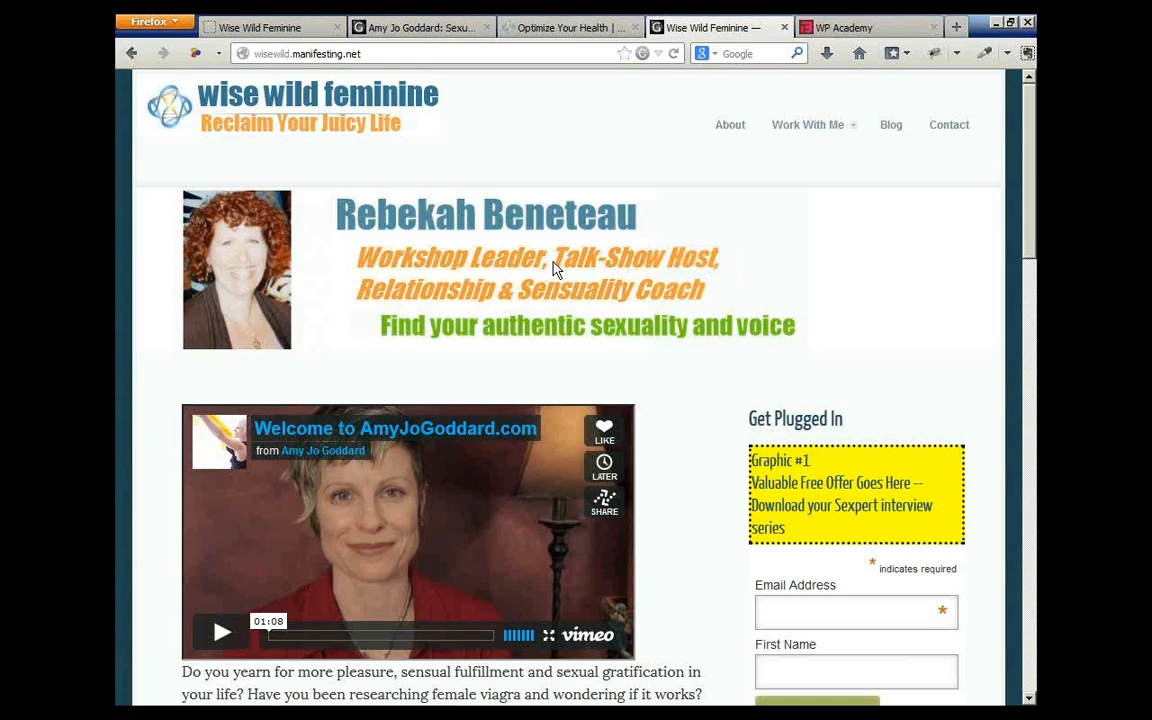 Firefox
Wise Wild Feminine
Amy Jo Goddard: Sexu...
Optimize Your Health | ...
Wise Wild Feminine —
WP Academy
wisewild.manifesting.net
Google
wise wild feminine
Reclaim Your Juicy Life
About
Work With Me
Blog
Contact
Rebekah Beneteau
Workshop Leader, Talk-Show Host,
Relationship & Sensuality Coach
Find your authentic sexuality and voice
Welcome to AmyJoGoddard.com
from Amy Jo Goddard
LIKE
LATER
SHARE
01:08
vimeo
Get Plugged In
Graphic #1
Valuable Free Offer Goes Here --
Download your Sexpert interview
series
* indicates required
Email Address
*
First Name
Do you yearn for more pleasure, sensual fulfillment and sexual gratification in
your life? Have you been researching female viagra and wondering if it works?